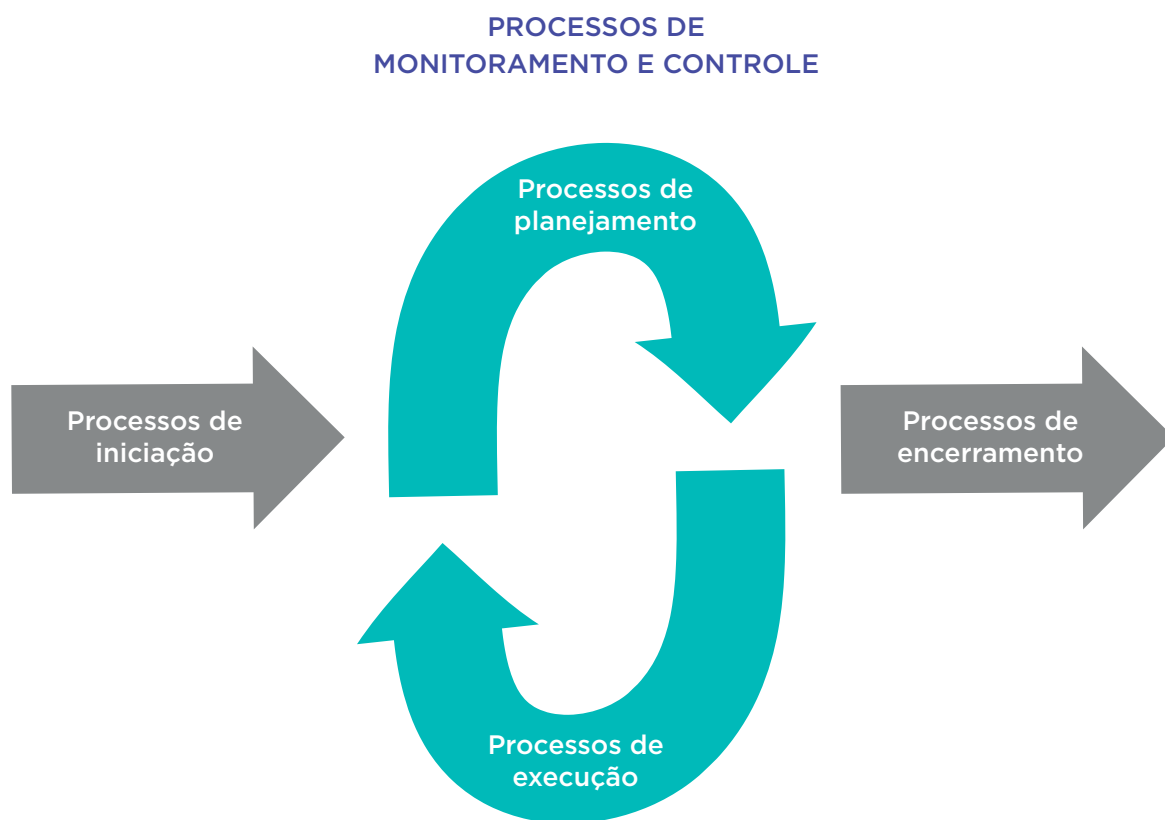 PROCESSOS DE
MONITORAMENTO E CONTROLE
Processos de
planejamento
Processos de
iniciação
Processos de
encerramento
Processos de
execução